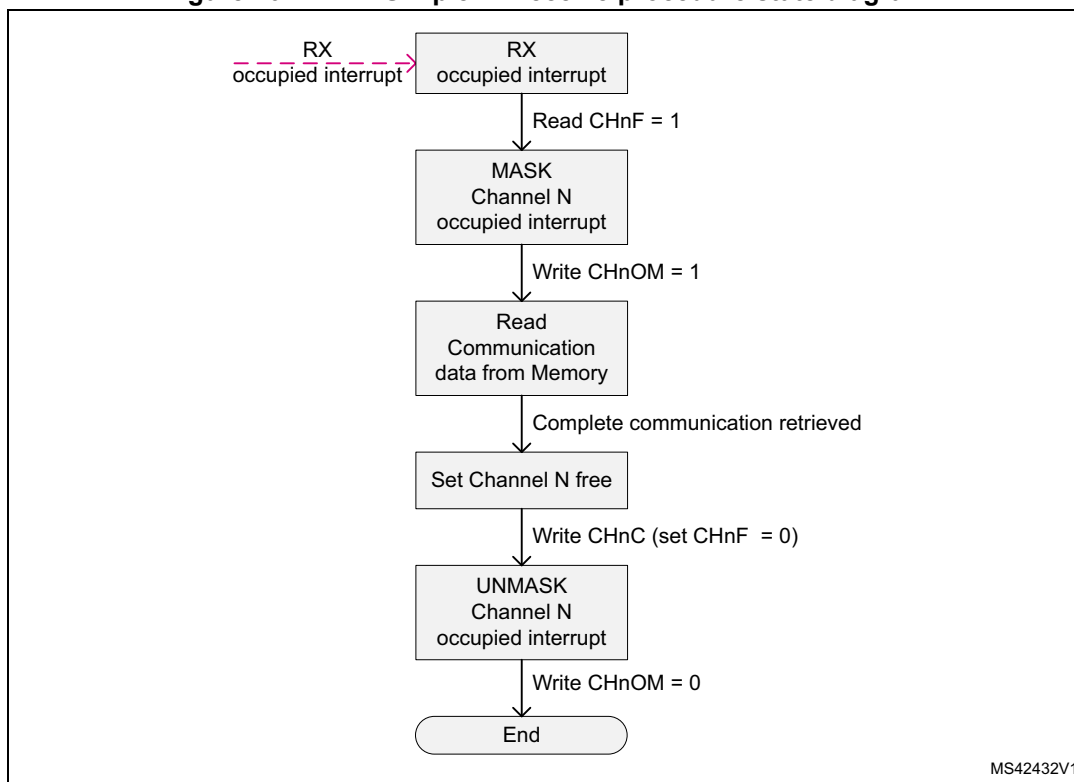 RX
occupied interrupt
RX
occupied interrupt
Read CHnF = 1
MASK
Channel N
occupied interrupt
Write CHnOM = 1
Read
Communication
data from Memory
Complete communication retrieved
Set Channel N free
Write CHnC (set CHnF = 0)
UNMASK
Channel N
occupied interrupt
Write CHnOM = 0
End
MS42432V1